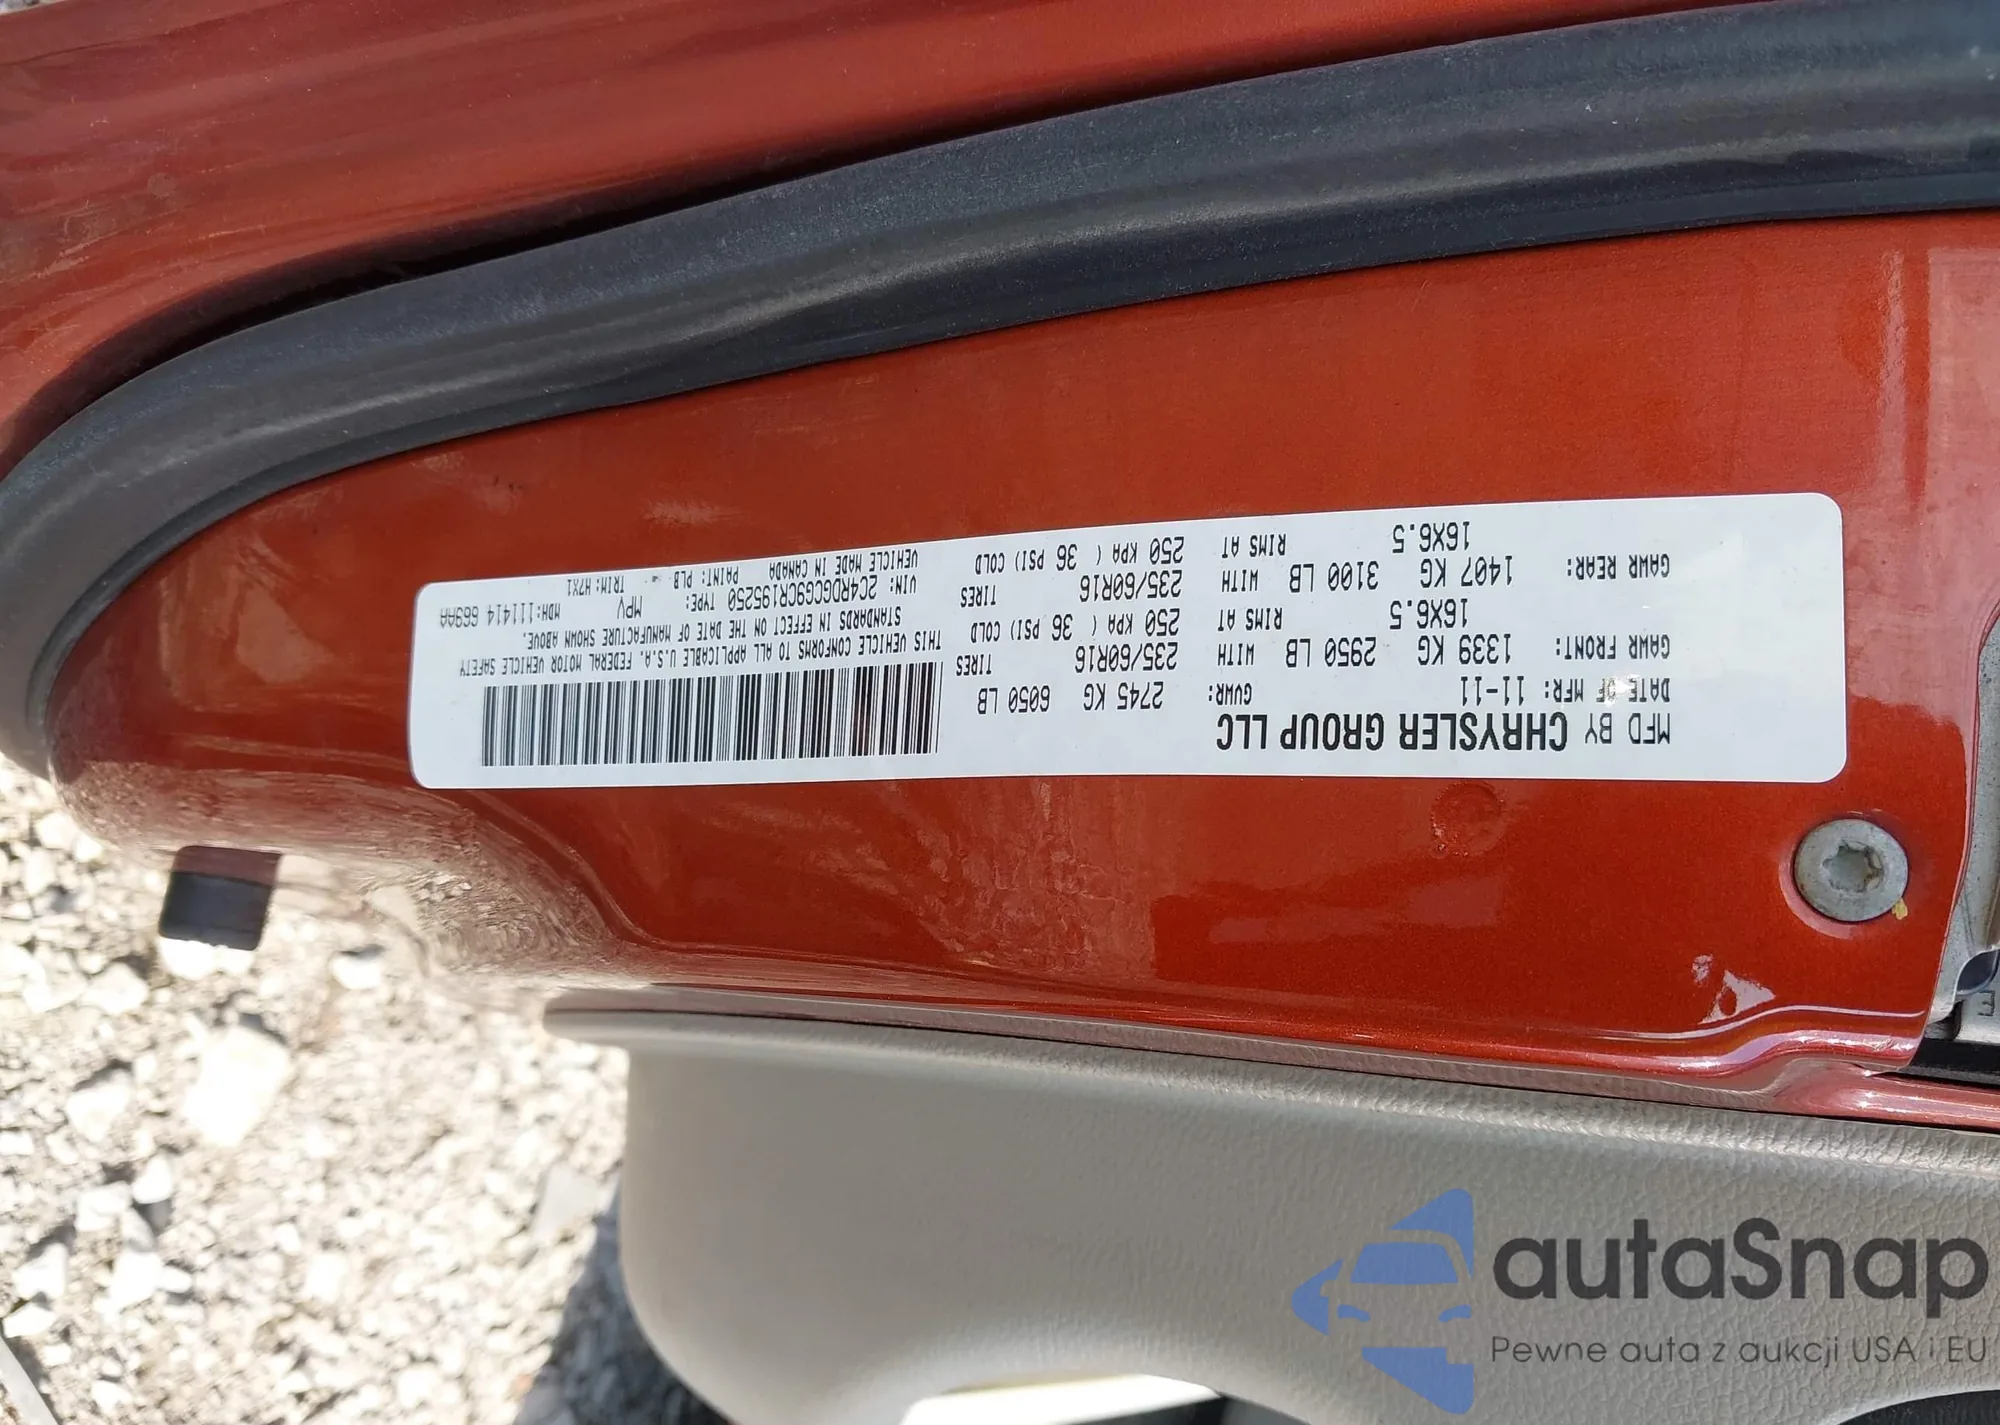 MFD BY CHRYSLER GROUP LLC
DATE OF MFR: 11-11 GVWR: 2745 KG 6050 LB
GAWR FRONT: 1339 KG 2950 LB WITH 235/60R16 TIRES
16X6.5 RIMS AT 250 KPA ( 36 PSI) COLD
GAWR REAR: 1407 KG 3100 LB WITH 235/60R16 TIRES
16X6.5 RIMS AT 250 KPA ( 36 PSI) COLD
THIS VEHICLE CONFORMS TO ALL APPLICABLE U.S.A. FEDERAL MOTOR VEHICLE SAFETY
STANDARDS IN EFFECT ON THE DATE OF MANUFACTURE SHOWN ABOVE.
VIN: 2C4RDGCG9CR195250 TYPE: MPV MDH:111414 669AA
VEHICLE MADE IN CANADA PAINT: PLB TRIM: H7X1
autaSnap
Pewne auta z aukcji USA i EU